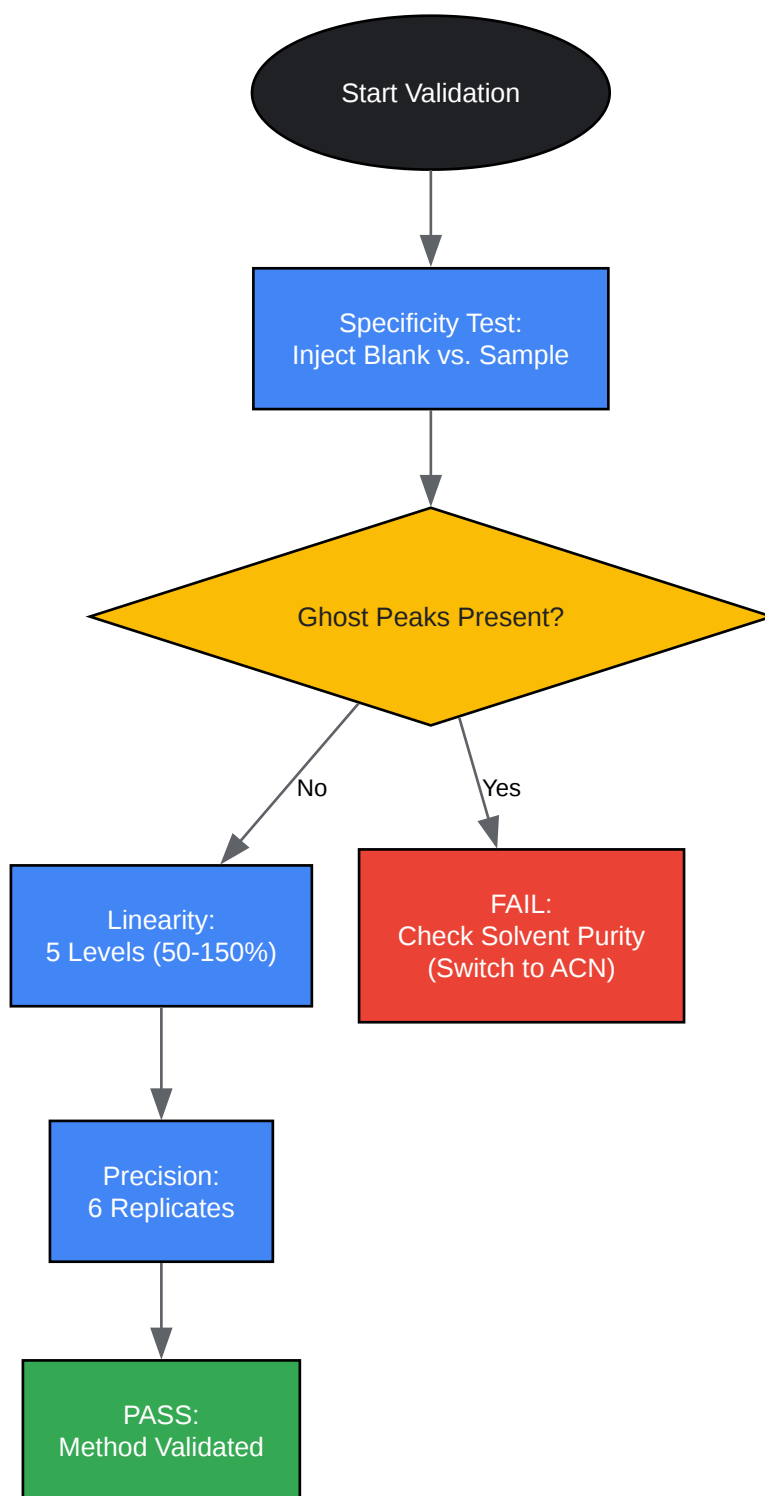 Start Validation
Specificity Test:
Inject Blank vs. Sample
Ghost Peaks Present?
No
Yes
Linearity:
5 Levels (50-150%)
FAIL:
Check Solvent Purity
(Switch to ACN)
Precision:
6 Replicates
PASS:
Method Validated